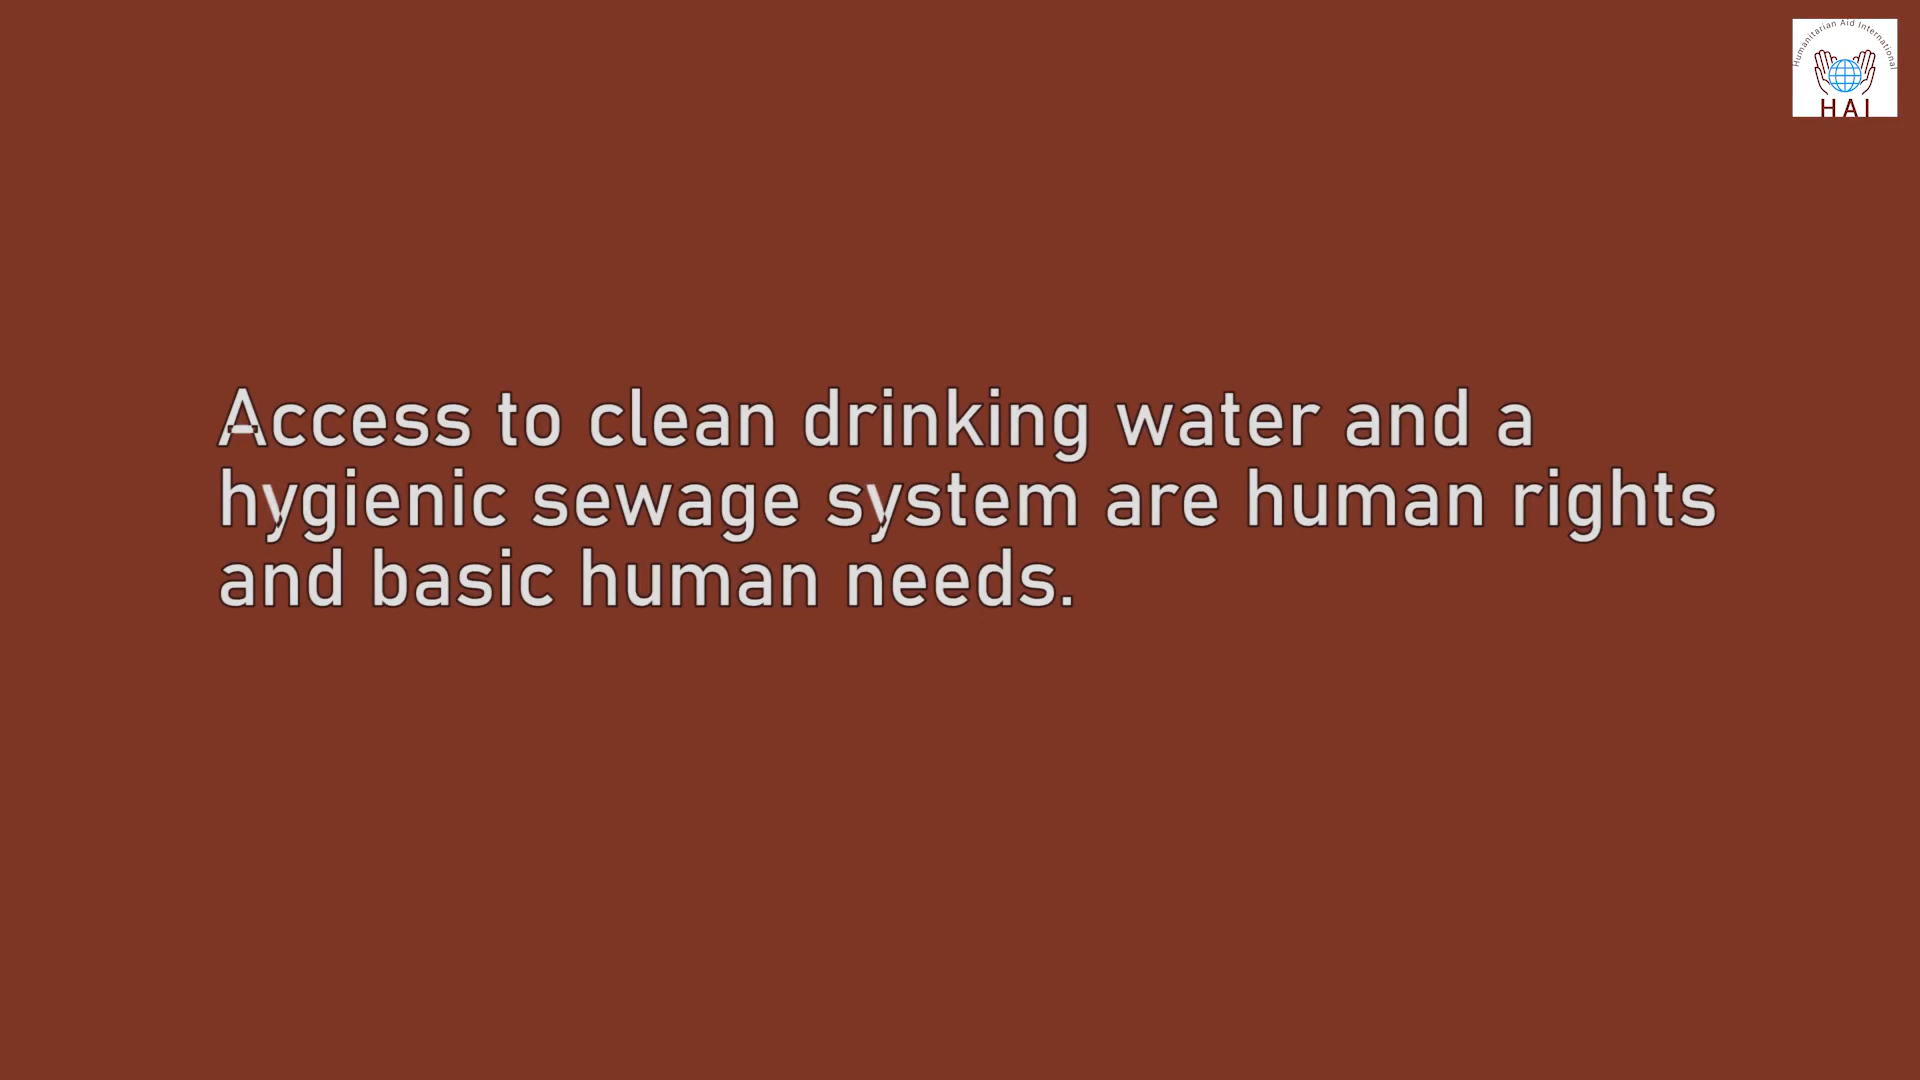 Humanitarian Aid International
HAI
Access to clean drinking water and a
hygienic sewage system are human rights
and basic human needs.